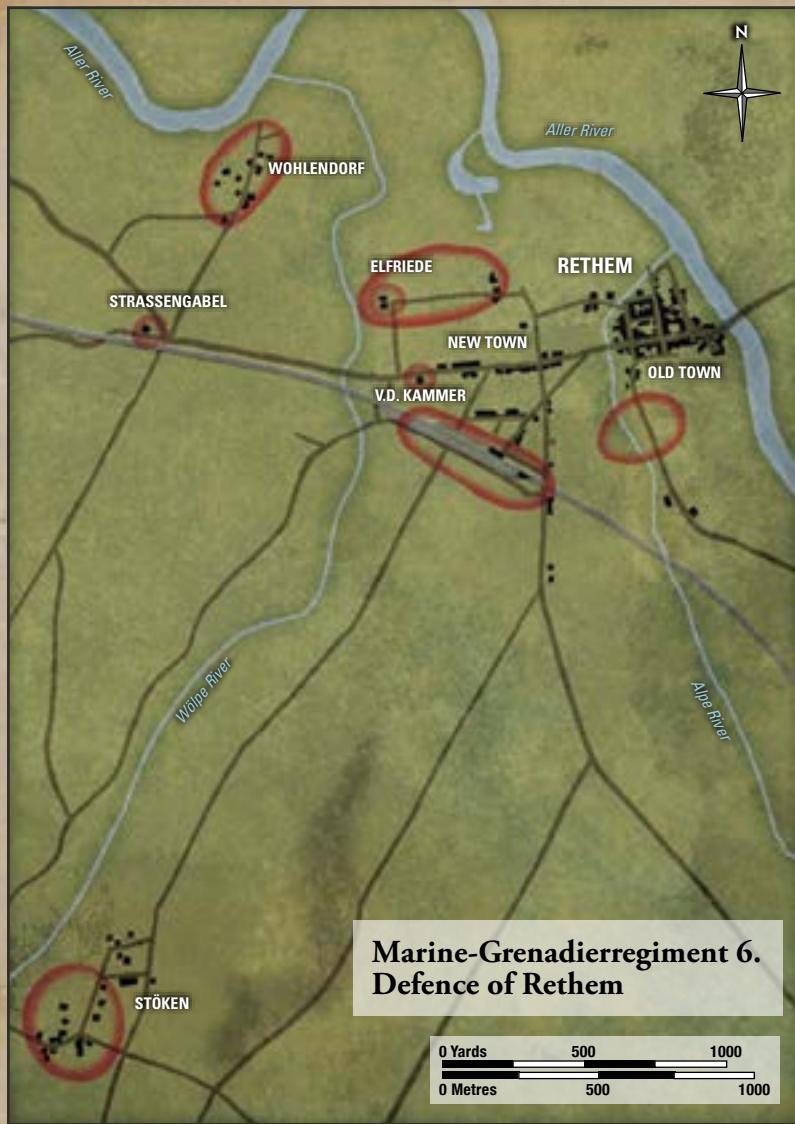 N
Aller River
Aller River
WOHLENDORF
ELFRIEDE
RETHEM
STRASSENGABEL
NEW TOWN
OLD TOWN
V.D. KAMMER
Wölpe River
Alpe River
Marine-Grenadierregiment 6.
Defence of Rethem
STÖKEN
0 Yards 500 1000
0 Metres 500 1000